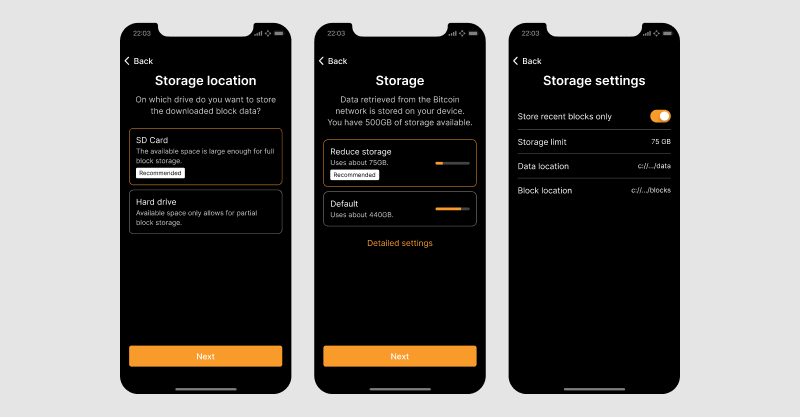 22:03
Back
Storage location
On which drive do you want to store
the downloaded block data?
SD Card
The available space is large enough for full
block storage.
Recommended
Hard drive
Available space only allows for partial
block storage.
Next
22:03
Back
Storage
Data retrieved from the Bitcoin
network is stored on your device.
You have 500GB of storage available.
Reduce storage
Uses about 75GB.
Recommended
Default
Uses about 440GB.
Detailed settings
Next
22:03
Back
Storage settings
Store recent blocks only
Storage limit 75 GB
Data location c://.../data
Block location c://.../blocks